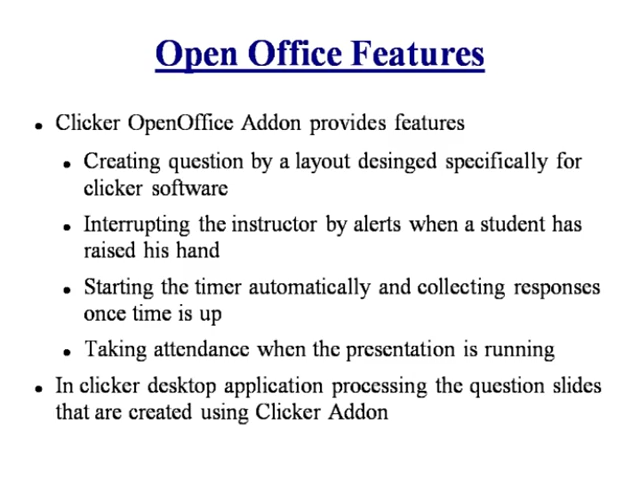 Open Office Features
• Clicker OpenOffice Addon provides features
• Creating question by a layout desinged specifically for
clicker software
• Interrupting the instructor by alerts when a student has
raised his hand
• Starting the timer automatically and collecting responses
once time is up
• Taking attendance when the presentation is running
• In clicker desktop application processing the question slides
that are created using Clicker Addon